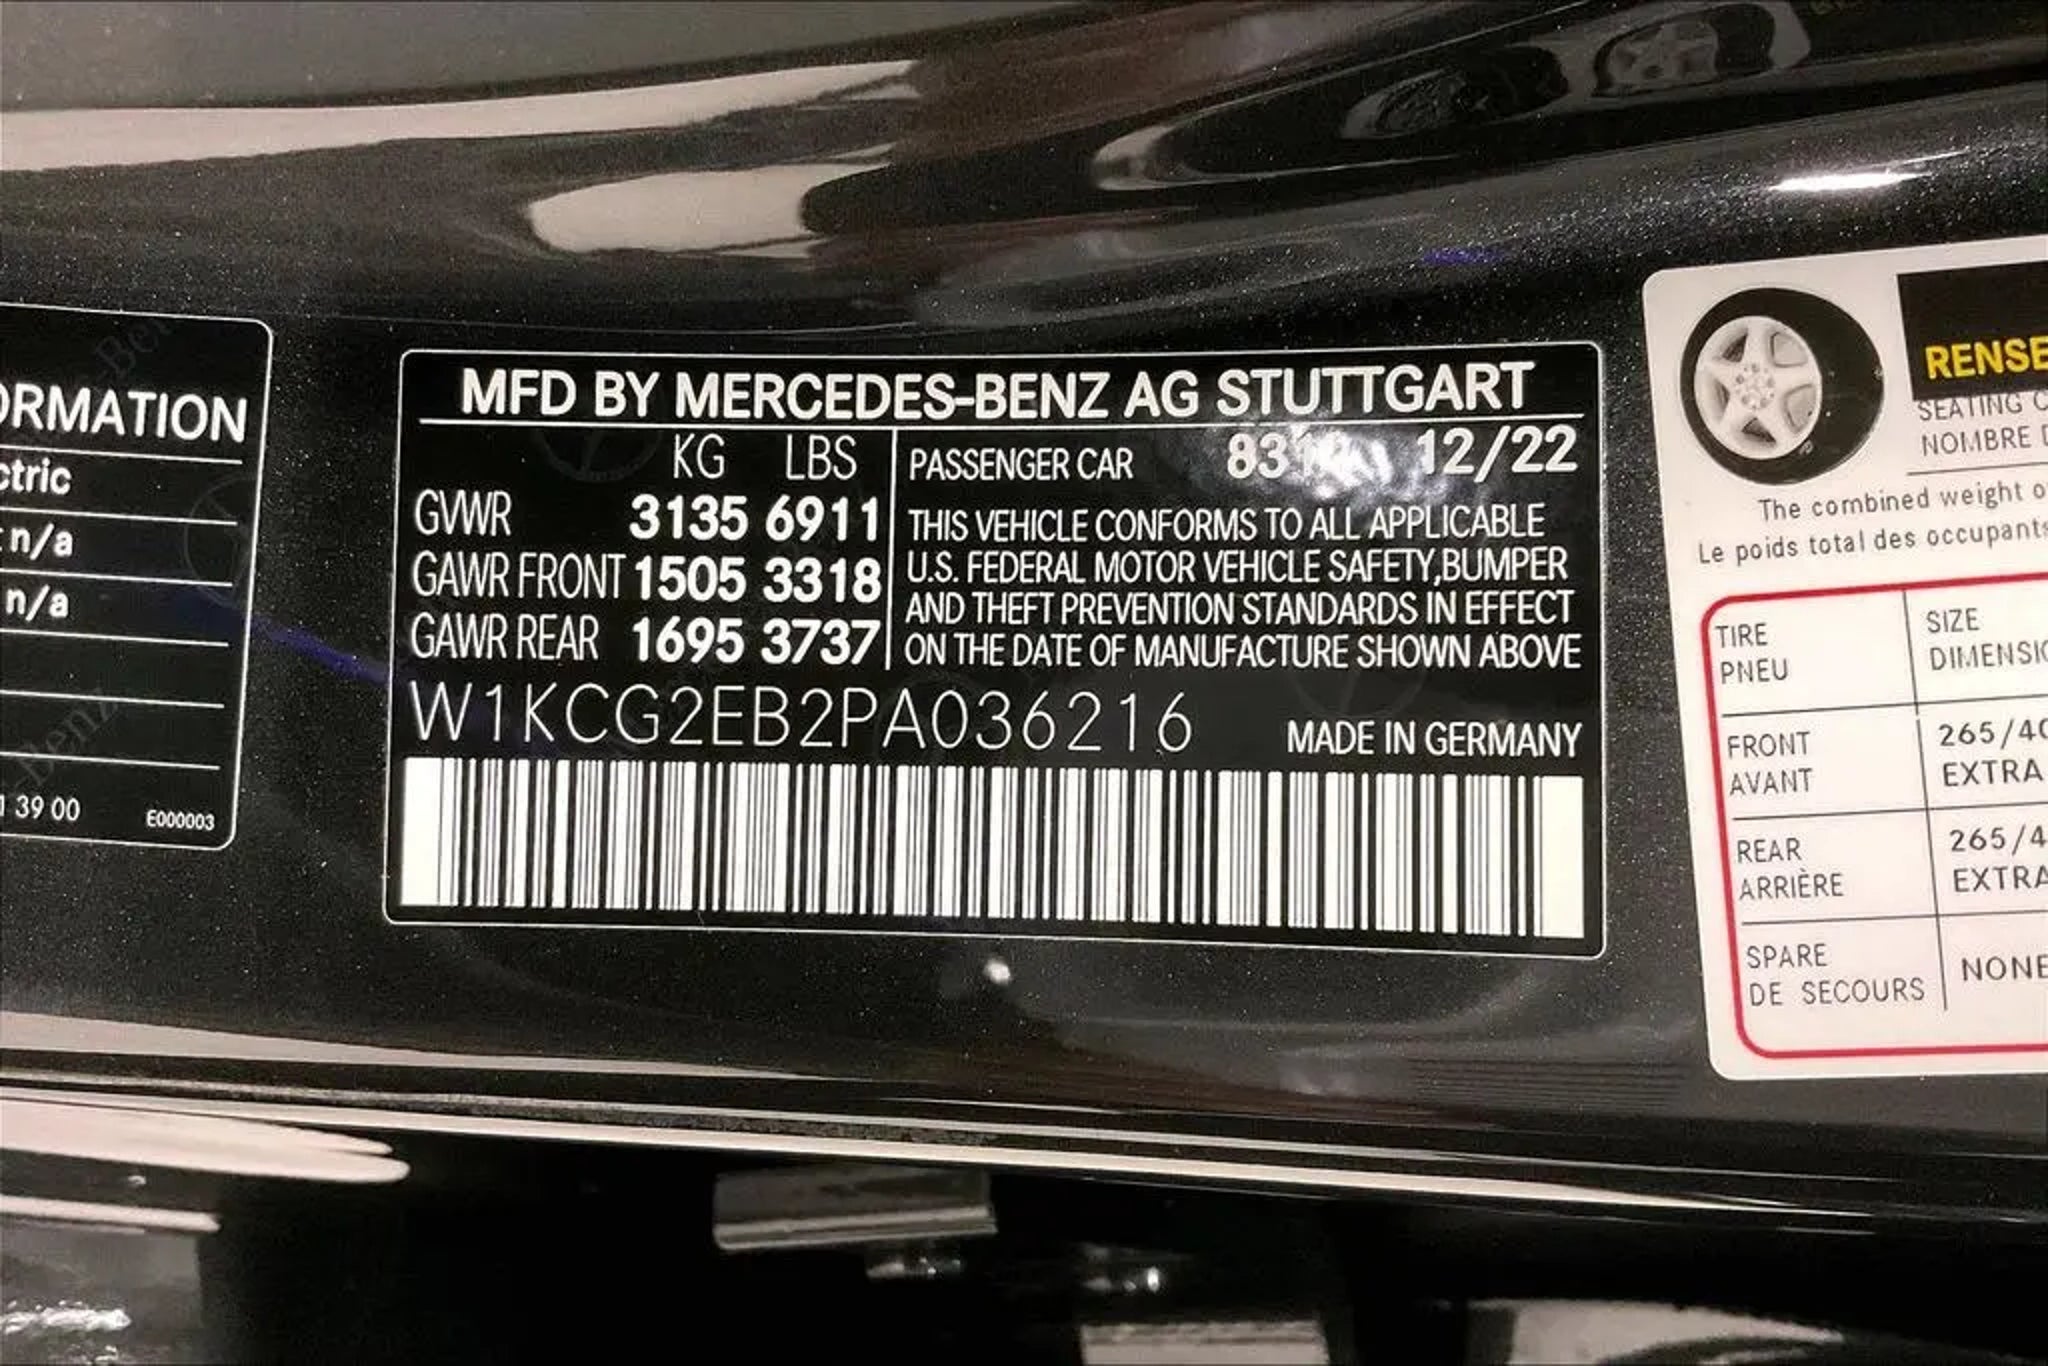 ORMATION
ctric
n/a
n/a
1 39 00 E000003
MFD BY MERCEDES-BENZ AG STUTTGART
KG LBS
GVWR 3135 6911
GAWR FRONT 1505 3318
GAWR REAR 1695 3737
PASSENGER CAR 12/22
THIS VEHICLE CONFORMS TO ALL APPLICABLE
U.S. FEDERAL MOTOR VEHICLE SAFETY,BUMPER
AND THEFT PREVENTION STANDARDS IN EFFECT
ON THE DATE OF MANUFACTURE SHOWN ABOVE
W1KCG2EB2PA036216
MADE IN GERMANY
RENSE
SEATING C
NOMBRE D
The combined weight o
Le poids total des occupants
TIRE SIZE
PNEU DIMENSIO
FRONT 265/40
AVANT EXTRA
REAR 265/4
ARRIÈRE EXTRA
SPARE NONE
DE SECOURS